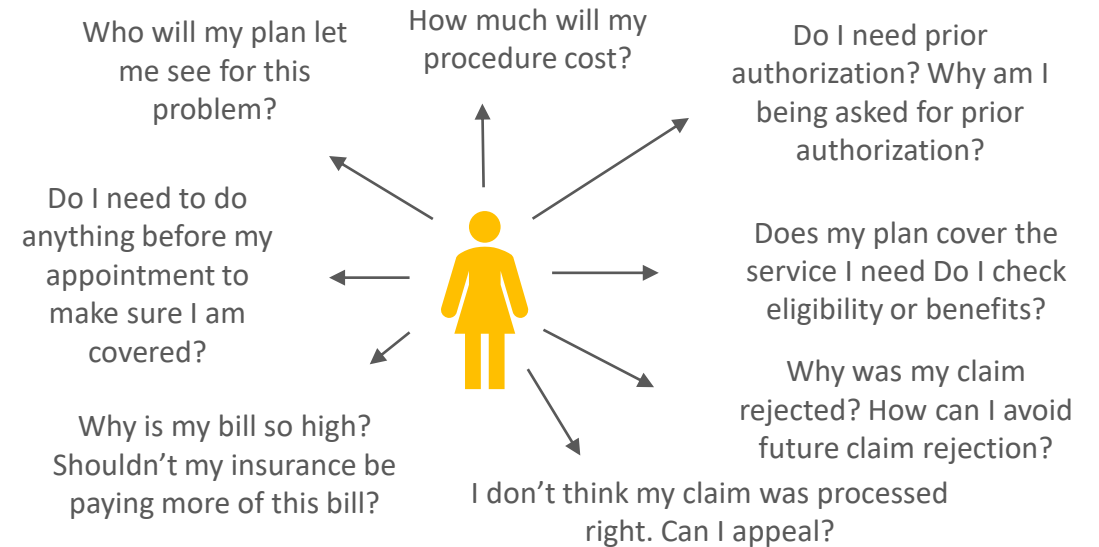 Who will my plan let
me see for this
problem?
How much will my
procedure cost?
Do I need prior
authorization? Why am I
being asked for prior
authorization?
Do I need to do
anything before my
appointment to
make sure I am
covered?
Does my plan cover the
service I need Do I check
eligibility or benefits?
Why is my bill so high?
Shouldn’t my insurance be
paying more of this bill?
Why was my claim
rejected? How can I avoid
future claim rejection?
I don’t think my claim was processed
right. Can I appeal?